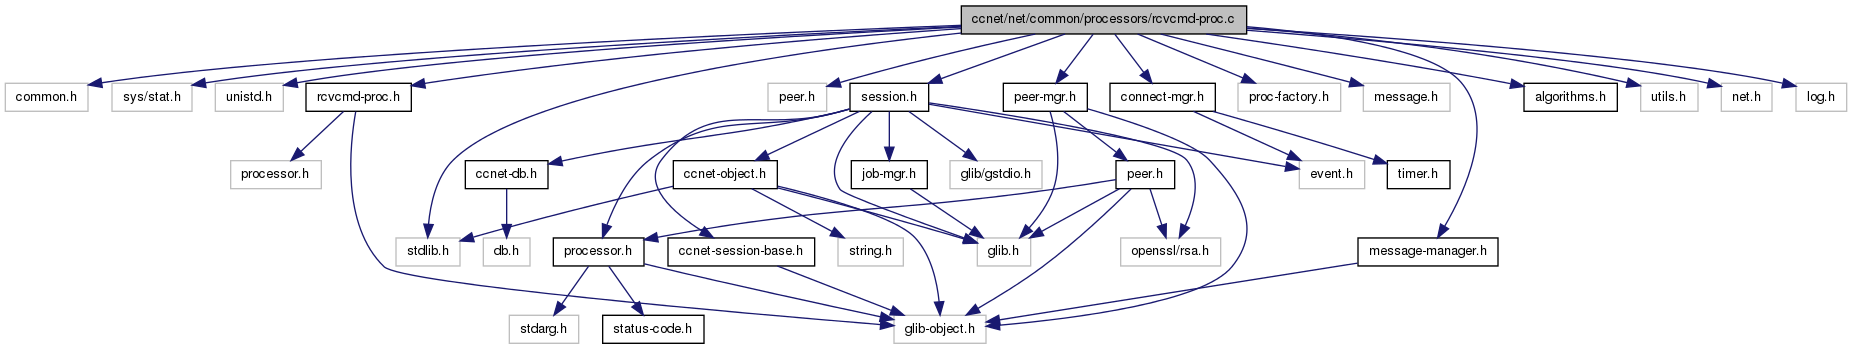 ccnet/net/common/processors/rcvcmd-proc.c
common.h
sys/stat.h
unistd.h
rcvcmd-proc.h
peer.h
session.h
peer-mgr.h
connect-mgr.h
proc-factory.h
message.h
algorithms.h
utils.h
net.h
log.h
processor.h
ccnet-db.h
ccnet-object.h
job-mgr.h
glib/gstdio.h
peer.h
event.h
timer.h
stdlib.h
db.h
processor.h
ccnet-session-base.h
string.h
glib.h
openssl/rsa.h
message-manager.h
stdarg.h
status-code.h
glib-object.h